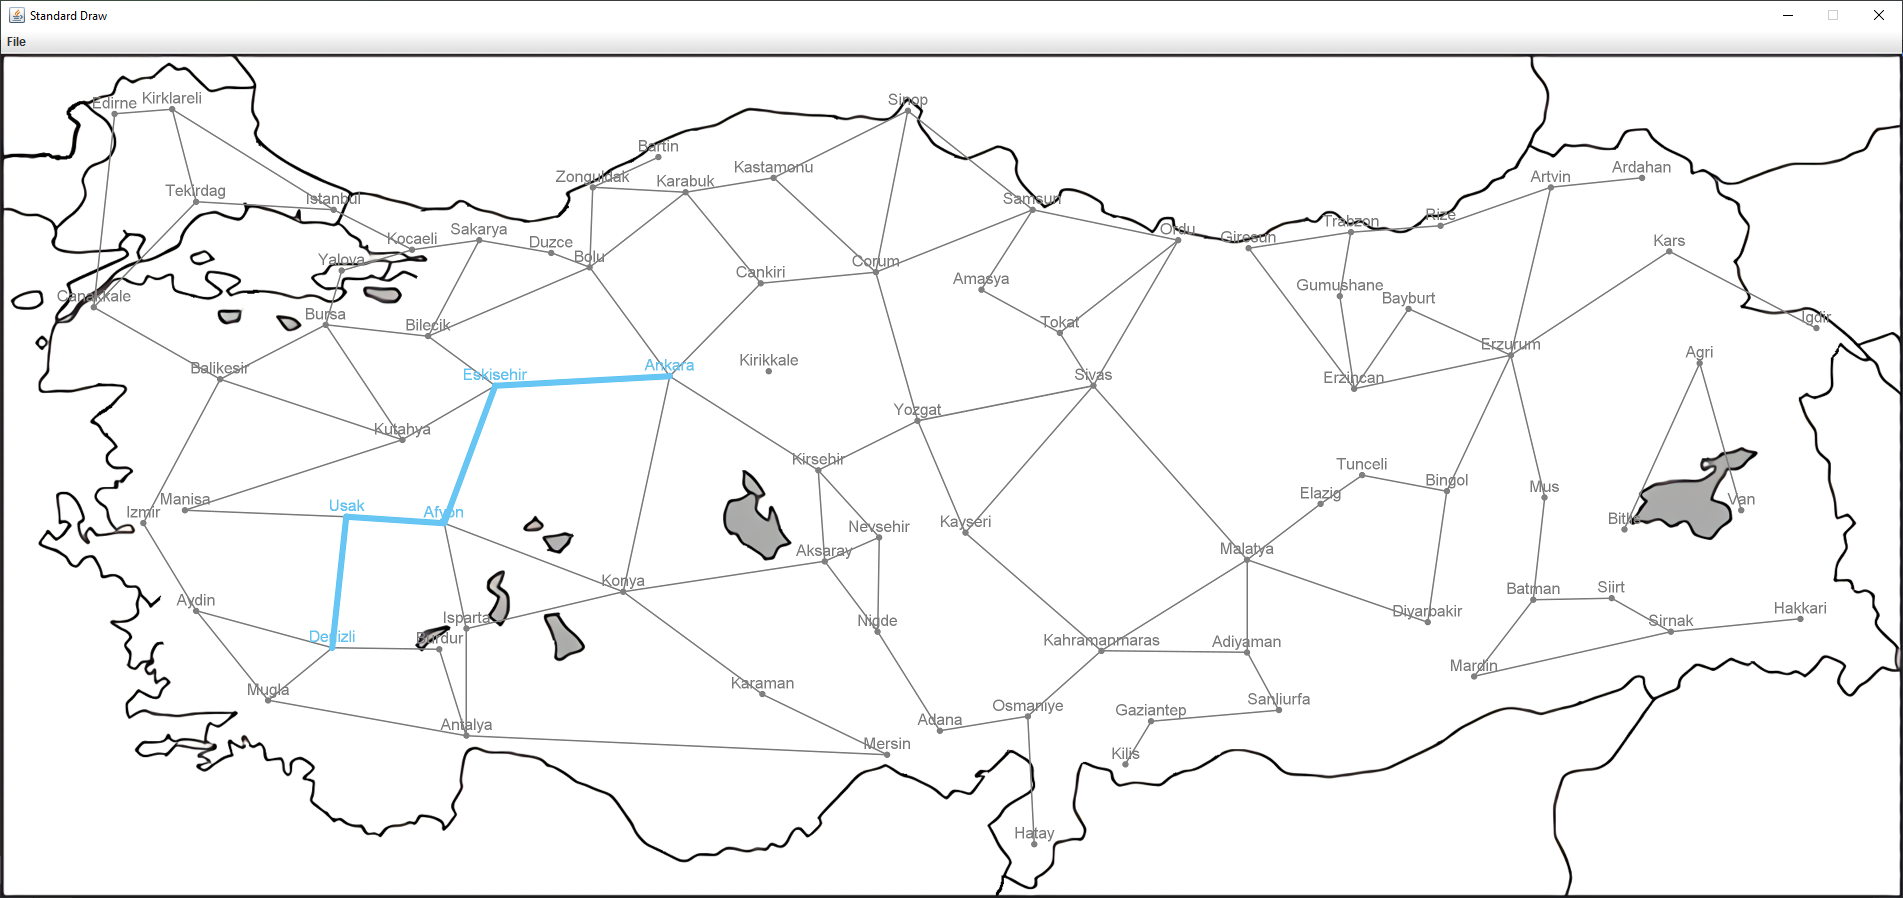 Standard Draw
File
Edirne
Kirklareli
Sinop
Bartin
Zonguldak
Karabuk
Kastamonu
Ardahan
Artvin
Tekirdag
Istanbul
Samsun
Rize
Trabzon
Giresun
Ordu
Kocaeli
Sakarya
Duzce
Bolu
Kars
Yalova
Cankiri
Corum
Amasya
Gumushane
Bayburt
Canakkale
Bursa
Bilecik
Tokat
Igdir
Erzurum
Agri
Balikesir
Eskisehir
Ankara
Kirikkale
Sivas
Erzincan
Kutahya
Yozgat
Kirsehir
Tunceli
Bingol
Mus
Elazig
Van
Izmir
Manisa
Usak
Afyon
Nevsehir
Kayseri
Bitlis
Aksaray
Malatya
Konya
Batman
Siirt
Aydin
Isparta
Nigde
Diyarbakir
Sirnak
Hakkari
Denizli
Burdur
Kahramanmaras
Adiyaman
Mardin
Mugla
Karaman
Antalya
Adana
Osmaniye
Gaziantep
Sanliurfa
Mersin
Kilis
Hatay